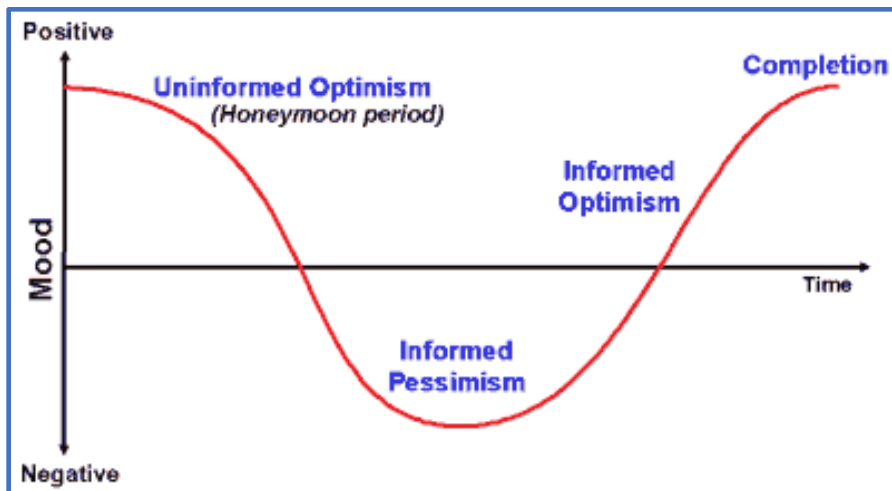 Positive
Uninformed Optimism
(Honeymoon period)
Completion
Informed
Optimism
Mood
Time
Informed
Pessimism
Negative